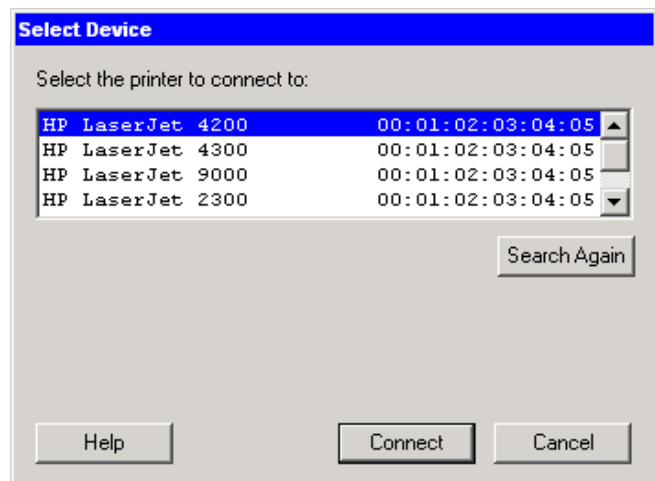 Select Device
Select the printer to connect to:
HP LaserJet 4200 00:01:02:03:04:05
HP LaserJet 4300 00:01:02:03:04:05
HP LaserJet 9000 00:01:02:03:04:05
HP LaserJet 2300 00:01:02:03:04:05
Search Again
Help Connect Cancel